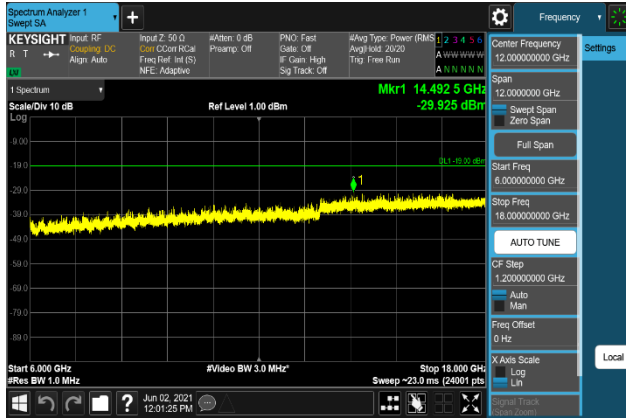 Spectrum Analyzer 1
Swept SA
Frequency
KEYSIGHT
R T
LW
Input: RF
Coupling: DC
Align: Auto
Input Z: 50 Ω
Corr CCorr RCal
Freq Ref: Int (S)
NFE: Adaptive
#Atten: 0 dB
Preamp: Off
PNO: Fast
Gate: Off
IF Gain: High
Sig Track: Off
#Avg Type: Power (RMS
Avg|Hold: 20/20
Trig: Free Run
1 2 3 4 5 6
A W W W W W
A N N N N N
1 Spectrum
Scale/Div 10 dB
Log
Ref Level 1.00 dBm
Mkr1 14.492 5 GHz
-29.925 dBm
-9.00
-19.0
-29.0
-39.0
-49.0
-59.0
-79.0
-89.0
DL1 -19.00 dBm
1
Start 6.000 GHz
#Res BW 1.0 MHz
#Video BW 3.0 MHz*
Stop 18.000 GHz
Sweep ~23.0 ms (24001 pts
Center Frequency
12.000000000 GHz
Span
12.0000000 GHz
Swept Span
Zero Span
Full Span
Start Freq
6.000000000 GHz
Stop Freq
18.000000000 GHz
AUTO TUNE
CF Step
1.200000000 GHz
Auto
Man
Freq Offset
0 Hz
X Axis Scale
Log
Lin
Signal Track
(Span Zoom)
Settings
Local
Jun 02, 2021
12:01:25 PM